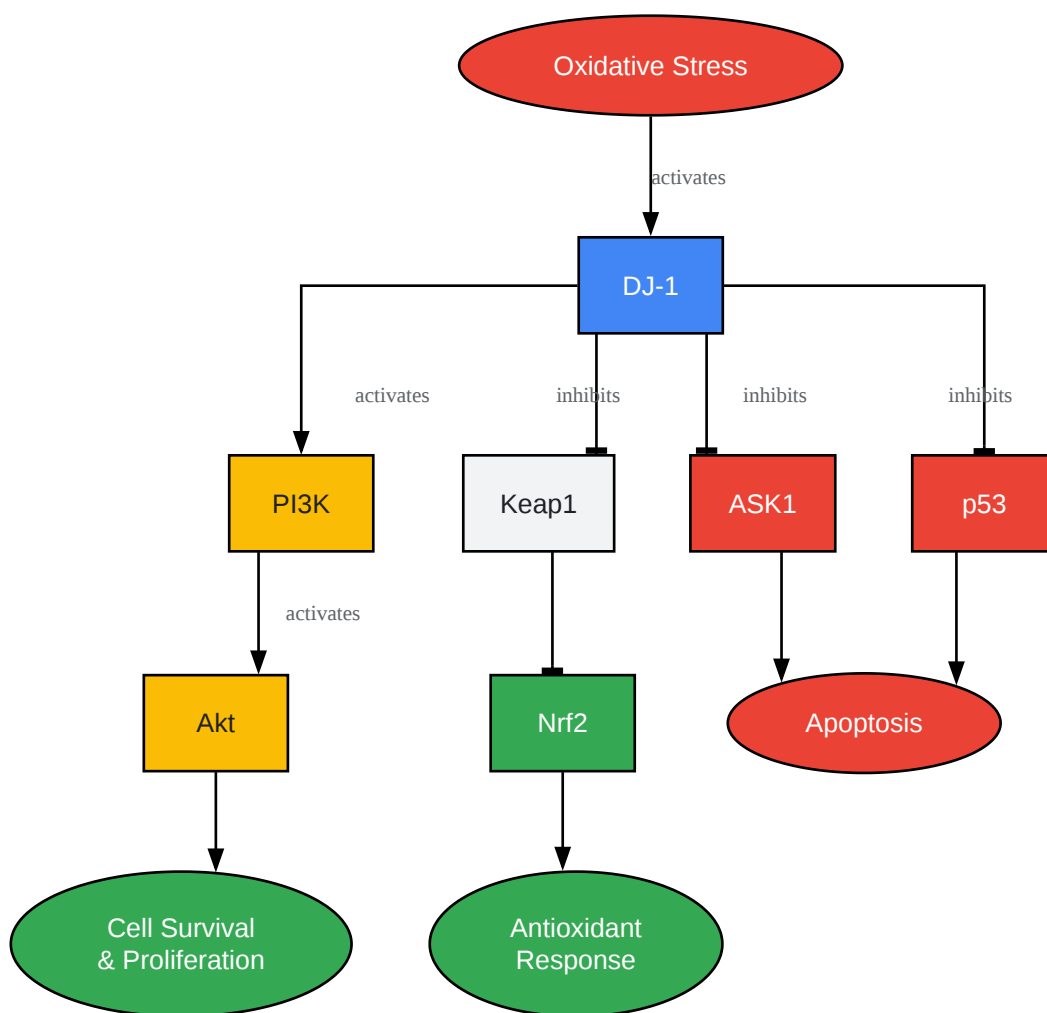 Oxidative Stress
activates
DJ-1
activates
inhibits
inhibits
inhibits
PI3K
Keap1
ASK1
p53
activates
Akt
Nrf2
Apoptosis
Cell Survival
& Proliferation
Antioxidant
Response